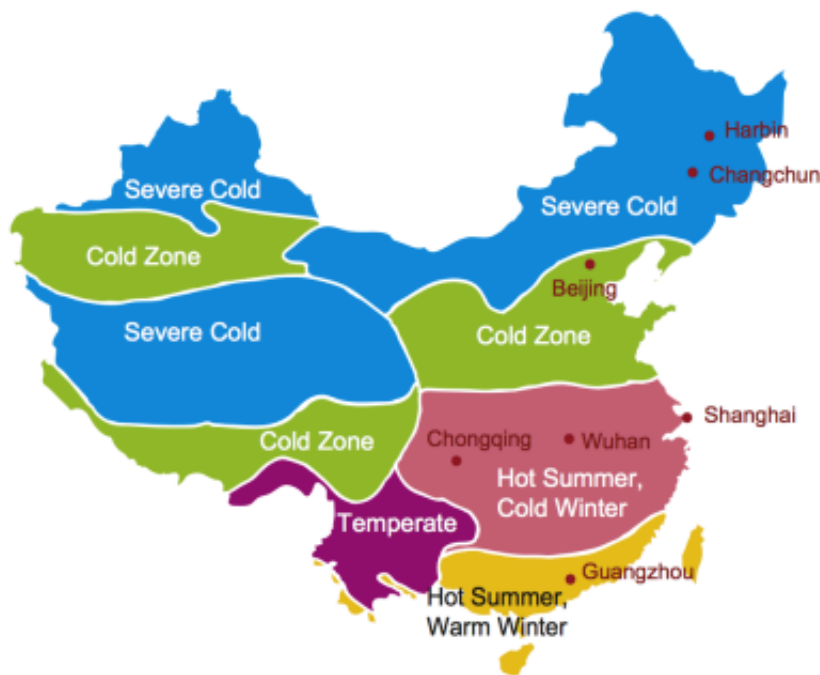 Harbin
Changchun
Severe Cold
Severe Cold
Cold Zone
Beijing
Severe Cold
Cold Zone
Shanghai
Chongqing
Wuhan
Cold Zone
Hot Summer,
Cold Winter
Temperate
Guangzhou
Hot Summer,
Warm Winter